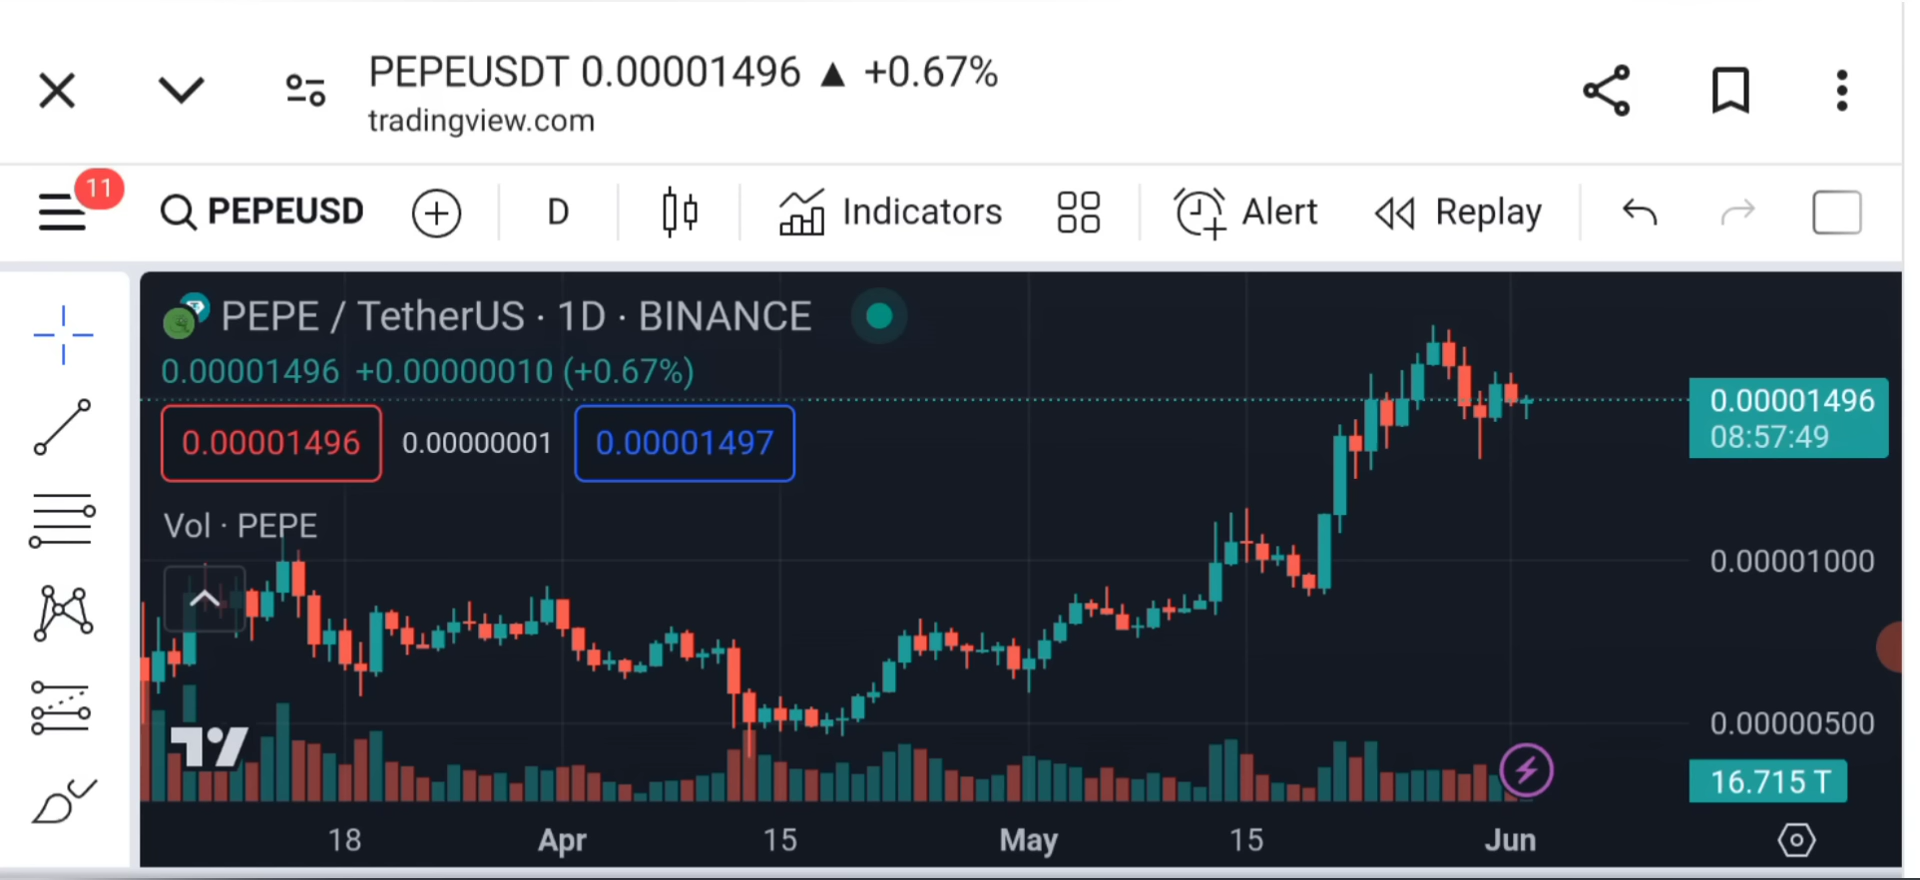 PEPEUSDT 0.00001496 ▲ +0.67%
tradingview.com
11
PEPEUSD
D
Indicators
Alert
Replay
PEPE / TetherUS · 1D · BINANCE
0.00001496 +0.00000010 (+0.67%)
0.00001496
0.00000001
0.00001497
Vol · PEPE
0.00001496
08:57:49
0.00001000
0.00000500
16.715 T
18 Apr 15 May 15 Jun